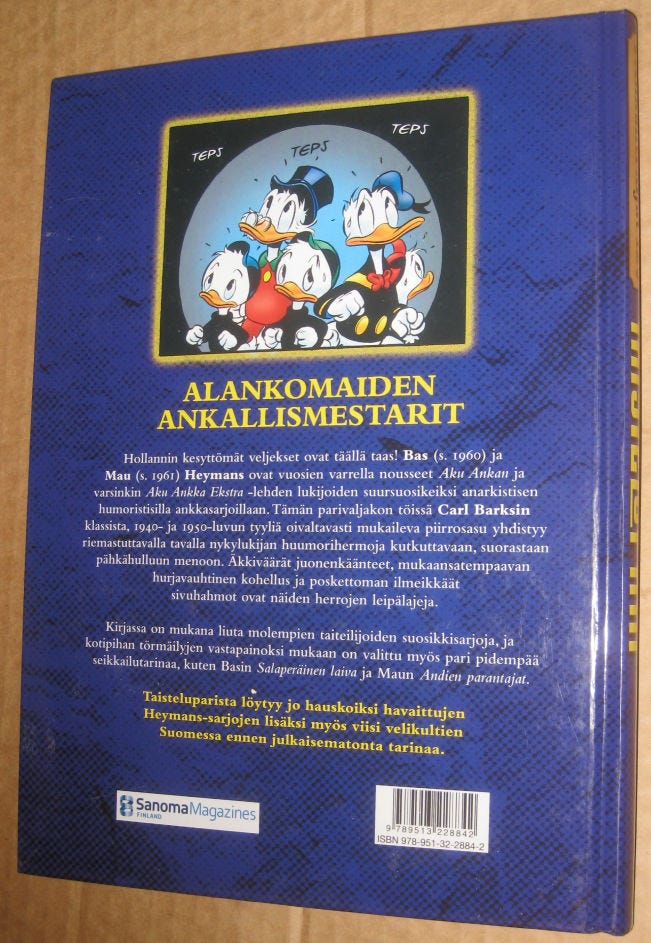 TEPS
TEPS
TEPS
ALANKOMAIDEN
ANKALLISMESTARIT
Hollannin kesyttömät veljekset ovat täällä taas! Bas (s. 1960) ja
Mau (s. 1961) Heymans ovat vuosien varrella nousseet Aku Ankan ja
varsinkin Aku Ankka Ekstra -lehden lukijoiden suursuosikeiksi anarkistisen
humoristisilla ankkasarjoillaan. Tämän parivaljakon töissä Carl Barksin
klassista, 1940- ja 1950-luvun tyyliä oivaltavasti mukaileva piirrosasu yhdistyy
riemastuttavalla tavalla nykylukijan huumorihermoja kutkuttavaan, suorastaan
pähkähulluun menoon. Äkkiväärät juonenkäänteet, mukaansatempaavan
hurjavauhtinen kohellus ja poskettoman ilmeikkäät
sivuhahmot ovat näiden herrojen leipälajeja.
Kirjassa on mukana liuta molempien taiteilijoiden suosikkisarjoja, ja
kotipihan törmäilyjen vastapainoksi mukaan on valittu myös pari pidempää
seikkailutarinaa, kuten Basin Salaperäinen laiva ja Maun Andien parantajat.
Taisteluparista löytyy jo hauskoiksi havaittujen
Heymans-sarjojen lisäksi myös viisi velikultien
Suomessa ennen julkaisematonta tarinaa.
SanomaMagazines
FINLAND
9 789513 228842
ISBN 978-951-32-2884-2